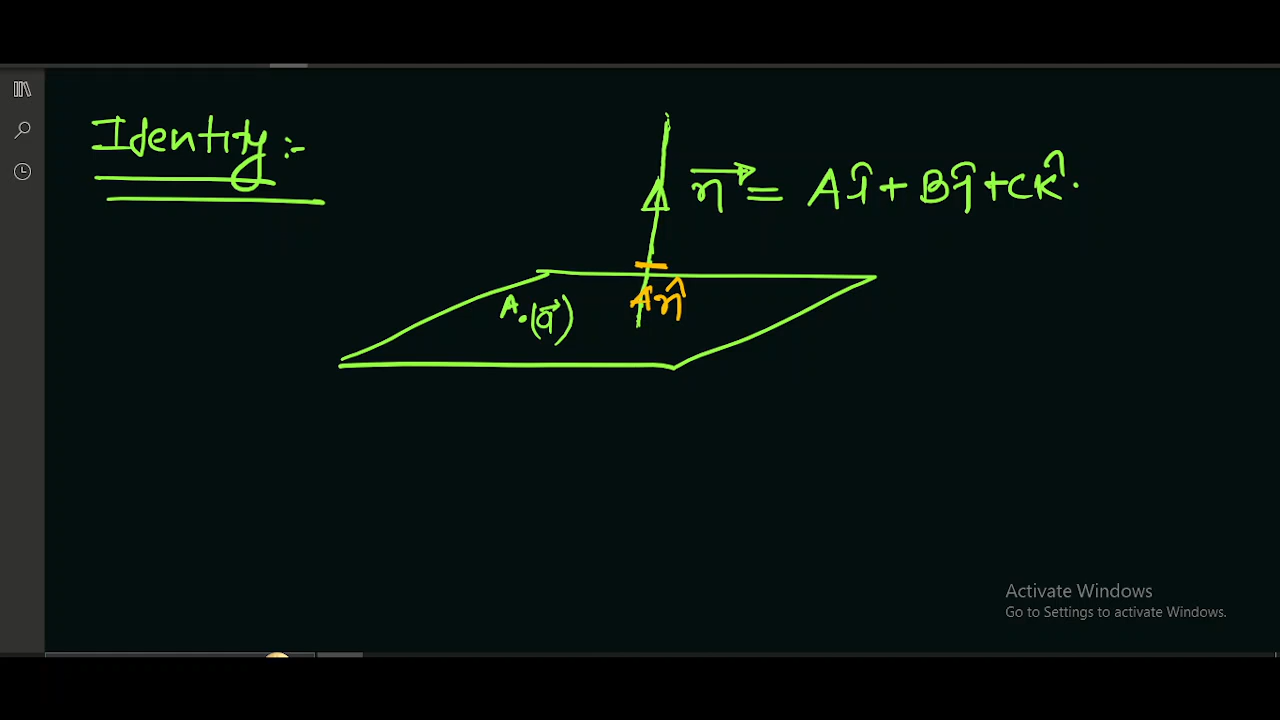 Identity :-
n⃗ = Aî + Bĵ + Ck̂.
A.(a⃗)
n̂
Activate Windows
Go to Settings to activate Windows.